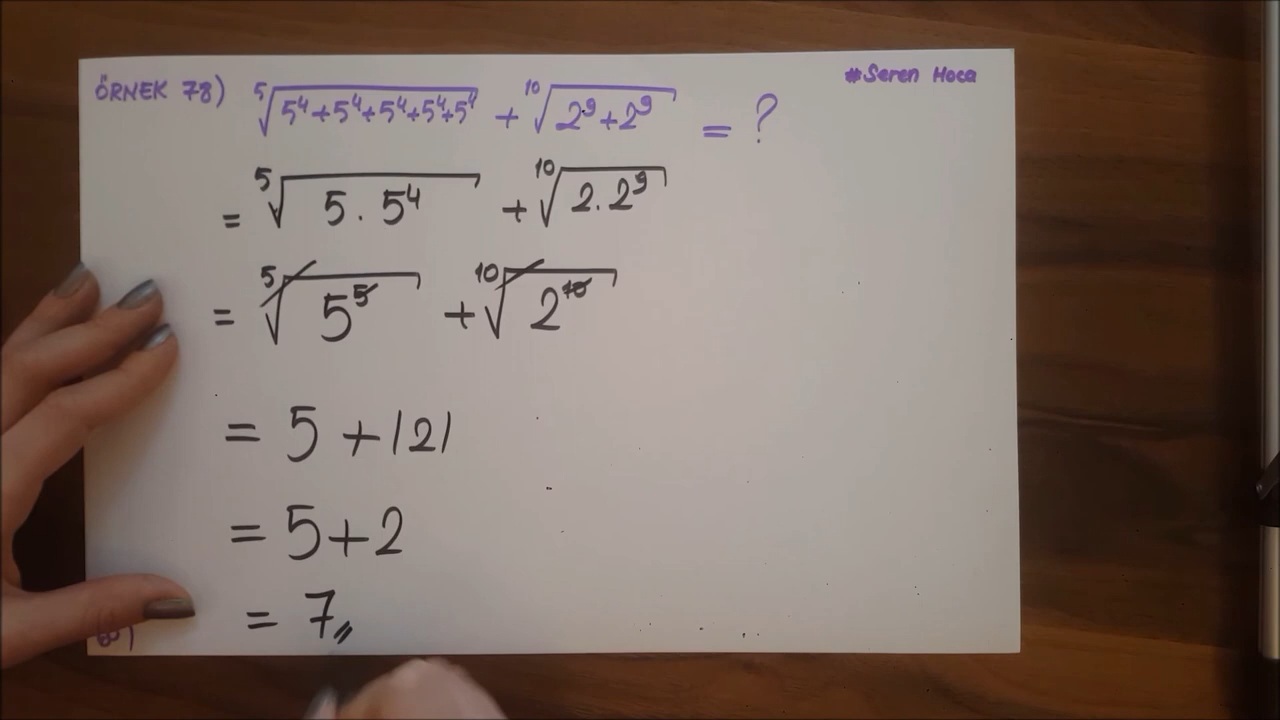 ÖRNEK 78) ⁵√(5⁴+5⁴+5⁴+5⁴+5⁴) + ¹⁰√(2⁹+2⁹) = ?
#Seren Hoca
= ⁵√(5.5⁴) + ¹⁰√(2.2⁹)
= ⁵√(5⁵) + ¹⁰√(2¹⁰)
= 5 + |2|
= 5+2
= 7